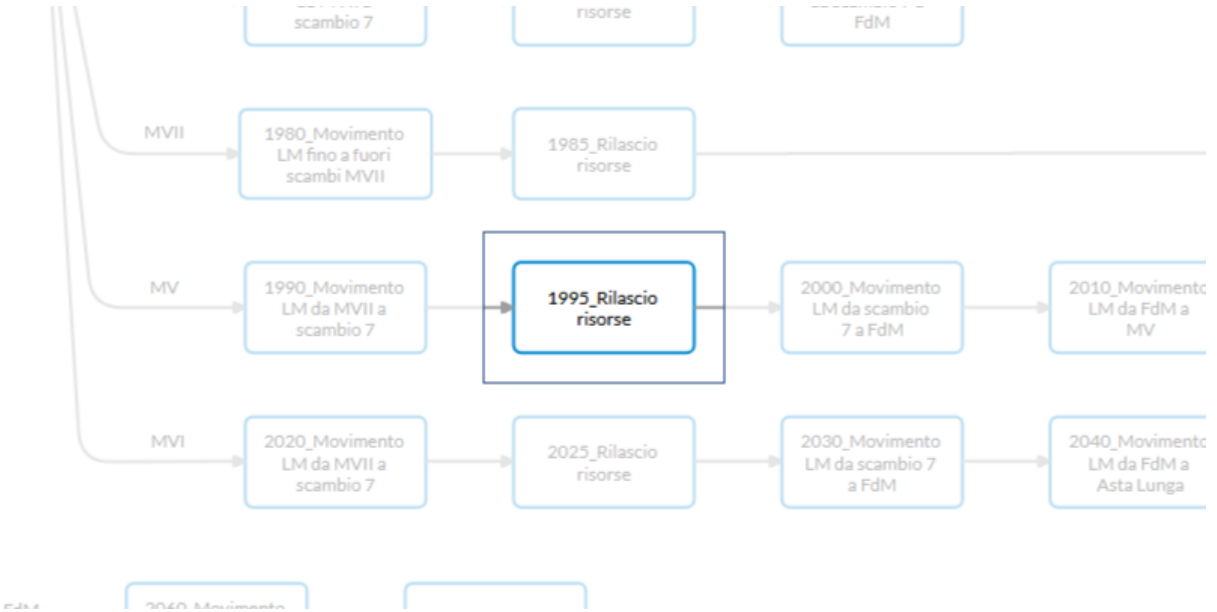 scambio 7
risorse
FdM
MVII
1980_Movimento
LM fino a fuori
scambi MVII
1985_Rilascio
risorse
MV
1990_Movimento
LM da MVII a
scambio 7
1995_Rilascio
risorse
2000_Movimento
LM da scambio
7 a FdM
2010_Movimento
LM da FdM a
MV
MVI
2020_Movimento
LM da MVII a
scambio 7
2025_Rilascio
risorse
2030_Movimento
LM da scambio 7
a FdM
2040_Movimento
LM da FdM a
Asta Lunga
FdM
2060_Movimento